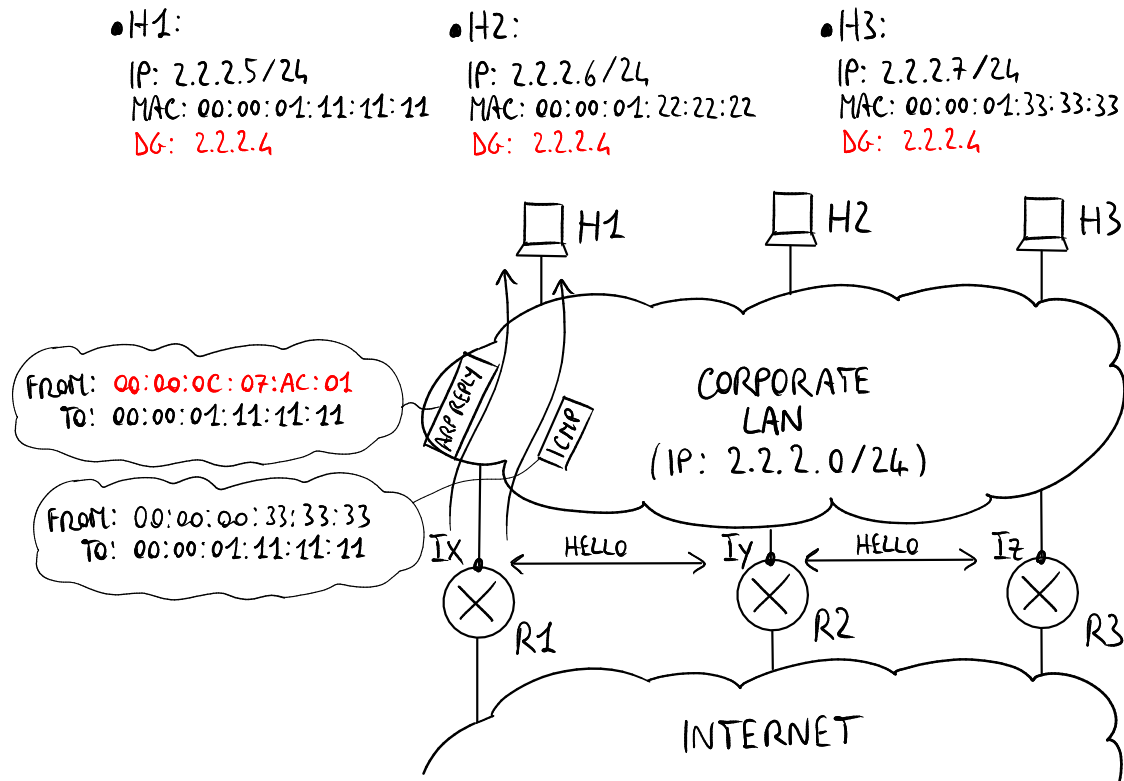 • H1:
IP: 2.2.2.5/24
MAC: 00:00:01:11:11:11
DG: 2.2.2.4
• H2:
IP: 2.2.2.6/24
MAC: 00:00:01:22:22:22
DG: 2.2.2.4
• H3:
IP: 2.2.2.7/24
MAC: 00:00:01:33:33:33
DG: 2.2.2.4
H1
H2
H3
FROM: 00:00:0C:07:AC:01
TO: 00:00:01:11:11:11
ARP REPLY
ICMP
CORPORATE
LAN
(IP: 2.2.2.0/24)
FROM: 00:00:00:33:33:33
TO: 00:00:01:11:11:11
IX
HELLO
Iy
HELLO
Iz
R1
R2
R3
INTERNET